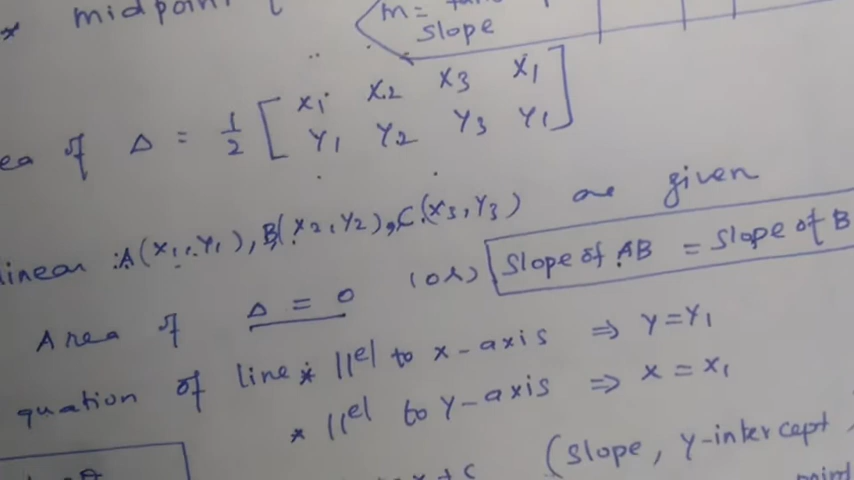 * midpoint
m =
slope
of Δ = 1/2 [ x1 x2 x3 x1
y1 y2 y3 y1 ]
linear : A(x1, y1), B(x2, y2), C(x3, y3) are given
Area of Δ = 0 (or) Slope of AB = Slope of B
quation of line * ||el to x-axis ⇒ y = y1
* ||el to y-axis ⇒ x = x1
+c (slope, y-intercept,